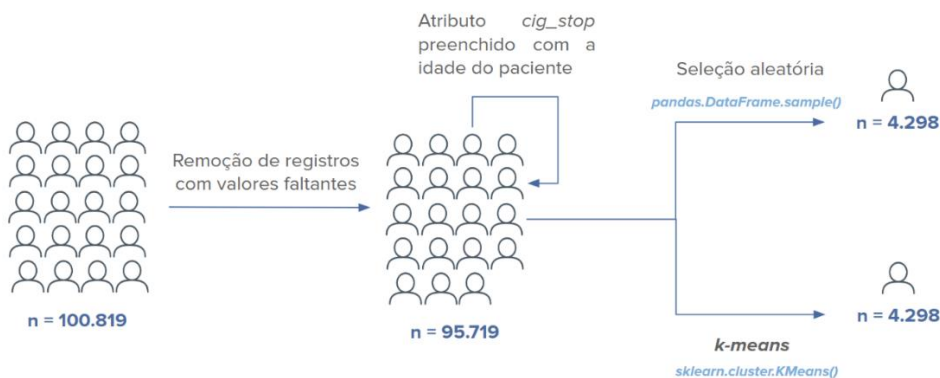 Atributo cig_stop
preenchido com a
idade do paciente
Seleção aleatória
pandas.DataFrame.sample()
n = 4.298
Remoção de registros
com valores faltantes
n = 100.819
n = 95.719
n = 4.298
k-means
sklearn.cluster.KMeans()